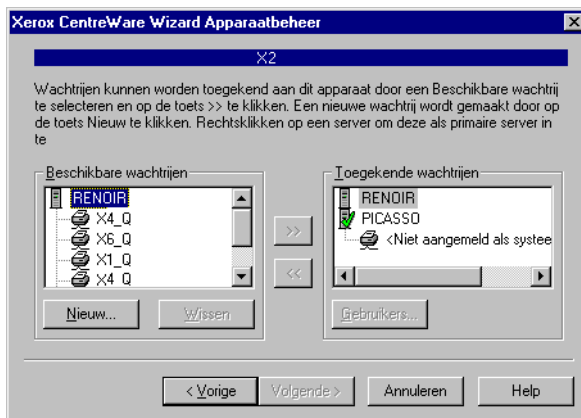 Xerox CentreWare Wizard Apparaatbeheer
X2
Wachtrijen kunnen worden toegekend aan dit apparaat door een Beschikbare wachtrij
te selecteren en op de toets >> te klikken. Een nieuwe wachtrij wordt gemaakt door op
de toets Nieuw te klikken. Rechtsklikken op een server om deze als primaire server in
te
Beschikbare wachtrijen
RENOIR
X4_Q
X6_Q
X1_Q
X4_Q
Nieuw...
Wissen
>>
<<
Toegekende wachtrijen
RENOIR
PICASSO
<Niet aangemeld als systee
Gebruikers...
< Vorige
Volgende >
Annuleren
Help